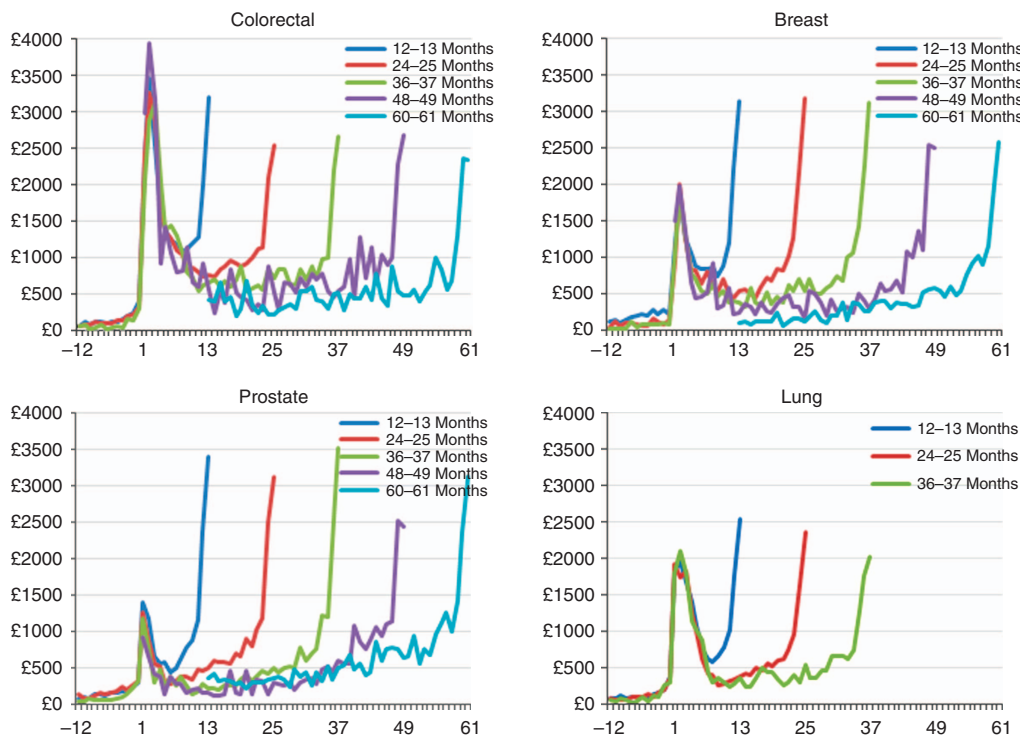 Colorectal
£4000
£3500
£3000
£2500
£2000
£1500
£1000
£500
£0
12–13 Months
24–25 Months
36–37 Months
48–49 Months
60–61 Months
–12 1 13 25 37 49 61
Breast
£4000
£3500
£3000
£2500
£2000
£1500
£1000
£500
£0
12–13 Months
24–25 Months
36–37 Months
48–49 Months
60–61 Months
–12 1 13 25 37 49 61
Prostate
£4000
£3500
£3000
£2500
£2000
£1500
£1000
£500
£0
12–13 Months
24–25 Months
36–37 Months
48–49 Months
60–61 Months
–12 1 13 25 37 49 61
Lung
£4000
£3500
£3000
£2500
£2000
£1500
£1000
£500
£0
12–13 Months
24–25 Months
36–37 Months
–12 1 13 25 37 49 61